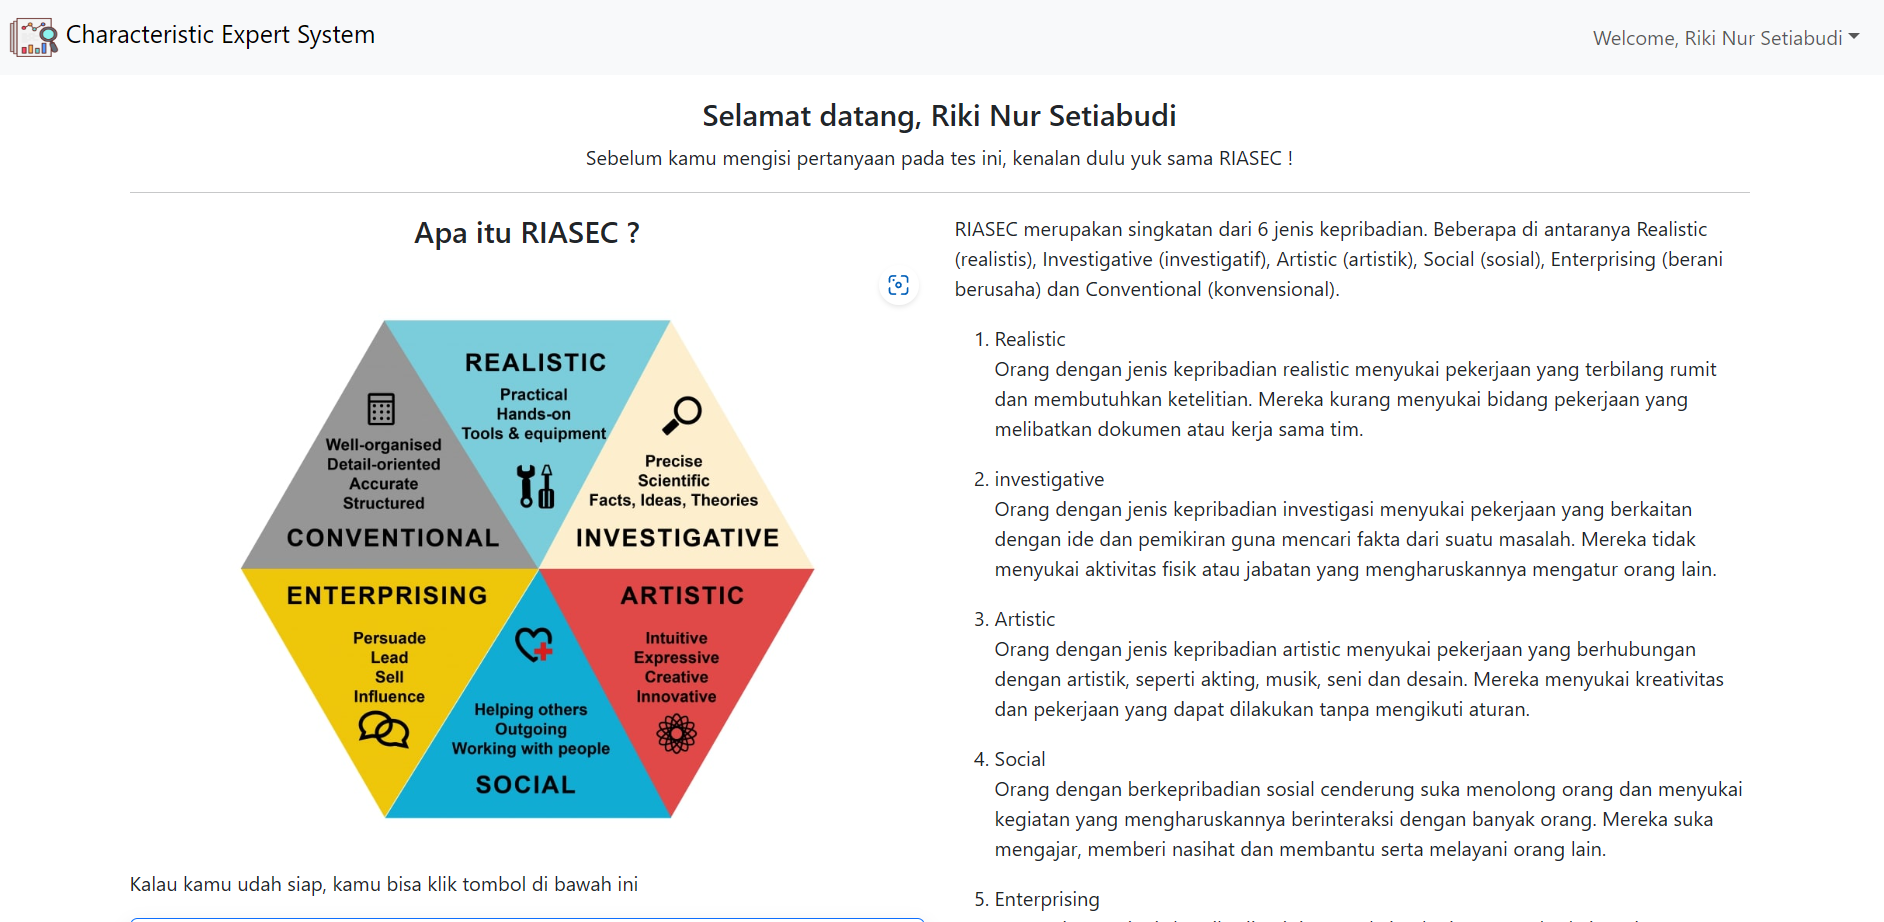 Characteristic Expert System
Welcome, Riki Nur Setiabudi
Selamat datang, Riki Nur Setiabudi
Sebelum kamu mengisi pertanyaan pada tes ini, kenalan dulu yuk sama RIASEC !
Apa itu RIASEC ?
REALISTIC
Practical
Hands-on
Tools & equipment
Well-organised
Detail-oriented
Accurate
Structured
CONVENTIONAL
Precise
Scientific
Facts, Ideas, Theories
INVESTIGATIVE
ENTERPRISING
Persuade
Lead
Sell
Influence
ARTISTIC
Intuitive
Expressive
Creative
Innovative
Helping others
Outgoing
Working with people
SOCIAL
Kalau kamu udah siap, kamu bisa klik tombol di bawah ini
RIASEC merupakan singkatan dari 6 jenis kepribadian. Beberapa di antaranya Realistic
(realistis), Investigative (investigatif), Artistic (artistik), Social (sosial), Enterprising (berani
berusaha) dan Conventional (konvensional).
1. Realistic
Orang dengan jenis kepribadian realistic menyukai pekerjaan yang terbilang rumit
dan membutuhkan ketelitian. Mereka kurang menyukai bidang pekerjaan yang
melibatkan dokumen atau kerja sama tim.
2. investigative
Orang dengan jenis kepribadian investigasi menyukai pekerjaan yang berkaitan
dengan ide dan pemikiran guna mencari fakta dari suatu masalah. Mereka tidak
menyukai aktivitas fisik atau jabatan yang mengharuskannya mengatur orang lain.
3. Artistic
Orang dengan jenis kepribadian artistic menyukai pekerjaan yang berhubungan
dengan artistik, seperti akting, musik, seni dan desain. Mereka menyukai kreativitas
dan pekerjaan yang dapat dilakukan tanpa mengikuti aturan.
4. Social
Orang dengan berkepribadian sosial cenderung suka menolong orang dan menyukai
kegiatan yang mengharuskannya berinteraksi dengan banyak orang. Mereka suka
mengajar, memberi nasihat dan membantu serta melayani orang lain.
5. Enterprising